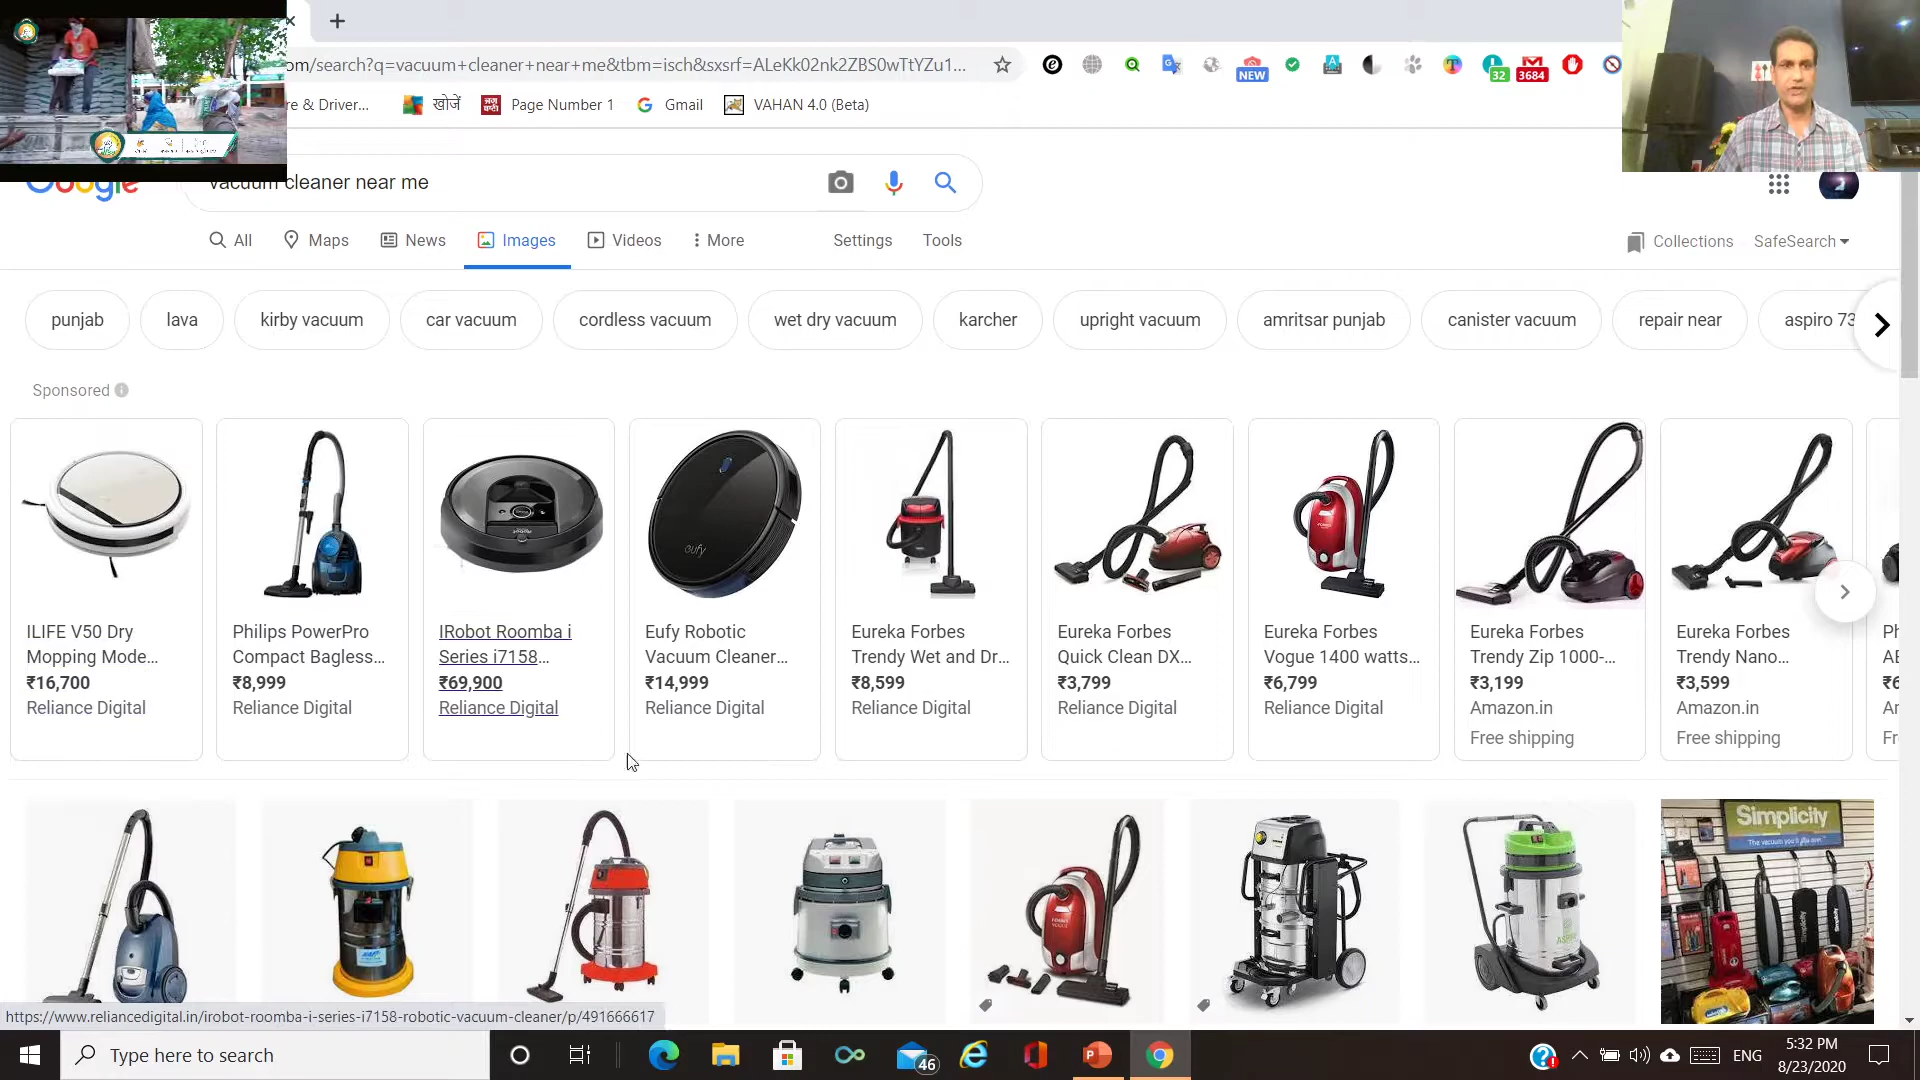 om/search?q=vacuum+cleaner+near+me&tbm=isch&sxsrf=ALeKk02nk2ZBS0wTtYZu1...
NEW
32
3684
re & Driver...
खोजें
Page Number 1
Gmail
VAHAN 4.0 (Beta)
Google
vacuum cleaner near me
All
Maps
News
Images
Videos
More
Settings
Tools
Collections
SafeSearch
punjab
lava
kirby vacuum
car vacuum
cordless vacuum
wet dry vacuum
karcher
upright vacuum
amritsar punjab
canister vacuum
repair near
aspiro 73
Sponsored
eufy
ILIFE V50 Dry
Mopping Mode...
₹16,700
Reliance Digital
Philips PowerPro
Compact Bagless...
₹8,999
Reliance Digital
IRobot Roomba i
Series i7158...
₹69,900
Reliance Digital
Eufy Robotic
Vacuum Cleaner...
₹14,999
Reliance Digital
Eureka Forbes
Trendy Wet and Dr...
₹8,599
Reliance Digital
Eureka Forbes
Quick Clean DX...
₹3,799
Reliance Digital
Eureka Forbes
Vogue 1400 watts...
₹6,799
Reliance Digital
Eureka Forbes
Trendy Zip 1000-...
₹3,199
Amazon.in
Free shipping
Eureka Forbes
Trendy Nano...
₹3,599
Amazon.in
Free shipping
Simplicity
https://www.reliancedigital.in/irobot-roomba-i-series-i7158-robotic-vacuum-cleaner/p/491666617
Type here to search
46
ENG
5:32 PM
8/23/2020